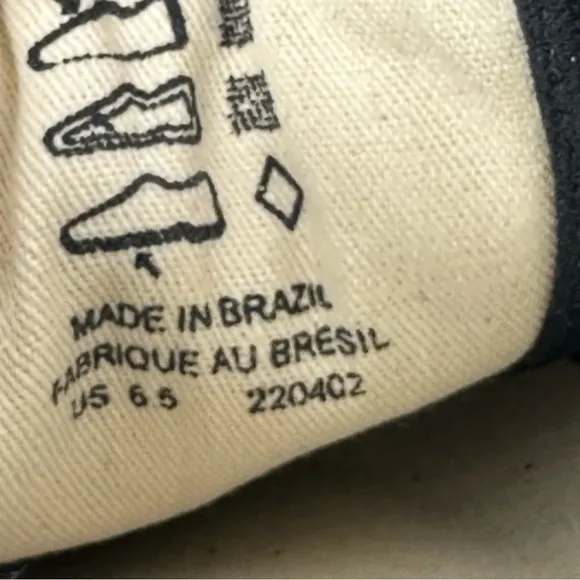 MADE IN BRAZIL
FABRIQUE AU BRESIL
US 6 5 220402